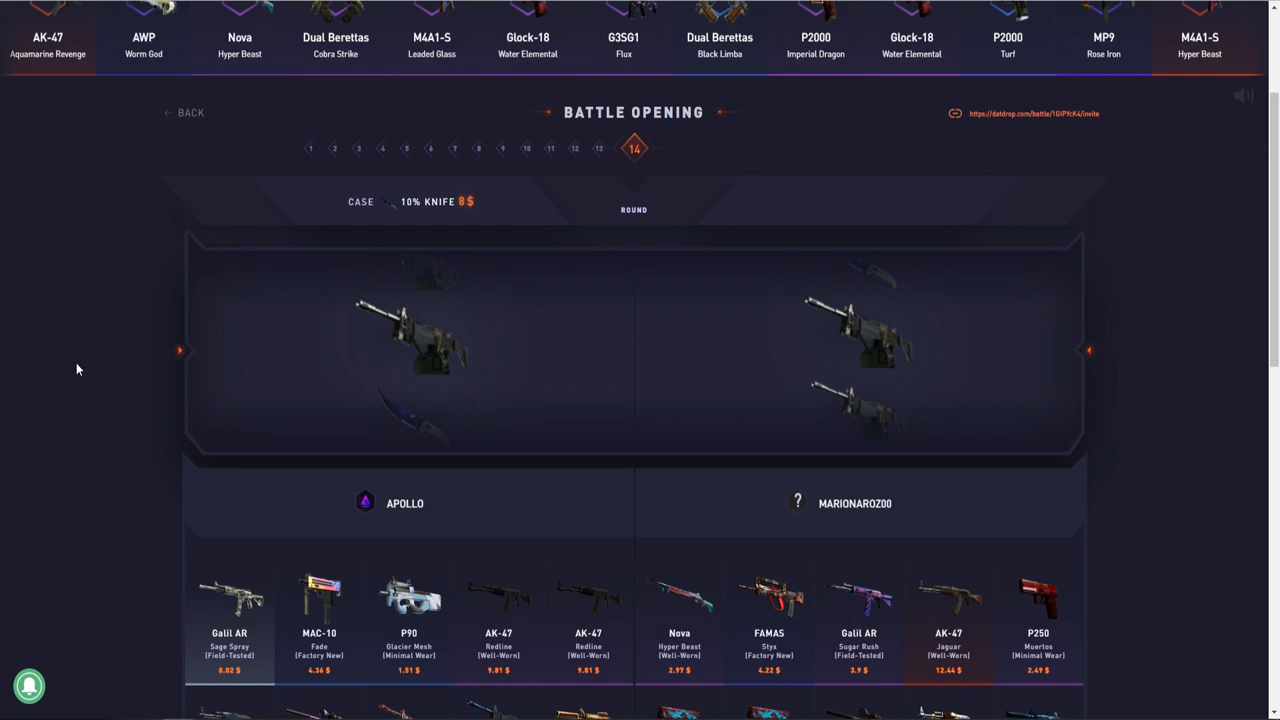 AK-47 AWP Nova Dual Berettas M4A1-S Glock-18 G3SG1 Dual Berettas P2000 Glock-18 P2000 MP9 M4A1-S
Aquamarine Revenge Worm God Hyper Beast Cobra Strike Leaded Glass Water Elemental Flux Black Limba Imperial Dragon Water Elemental Turf Rose Iron Hyper Beast
← BACK
BATTLE OPENING
https://datdrop.com/battle/1GIPYcK4/invite
1 2 3 4 5 6 7 8 9 10 11 12 13 14
CASE 10% KNIFE 8 $
ROUND
APOLLO
? MARIONAROZ00
Galil AR MAC-10 P90 AK-47 AK-47 Nova FAMAS Galil AR AK-47 P250
Sage Spray Fade Glacier Mesh Redline Redline Hyper Beast Styx Sugar Rush Jaguar Muertos
(Field-Tested) (Factory New) (Minimal Wear) (Well-Worn) (Well-Worn) (Well-Worn) (Factory New) (Field-Tested) (Well-Worn) (Minimal Wear)
0.02 $ 4.36 $ 1.51 $ 9.81 $ 9.81 $ 2.97 $ 4.22 $ 3.9 $ 12.44 $ 2.49 $